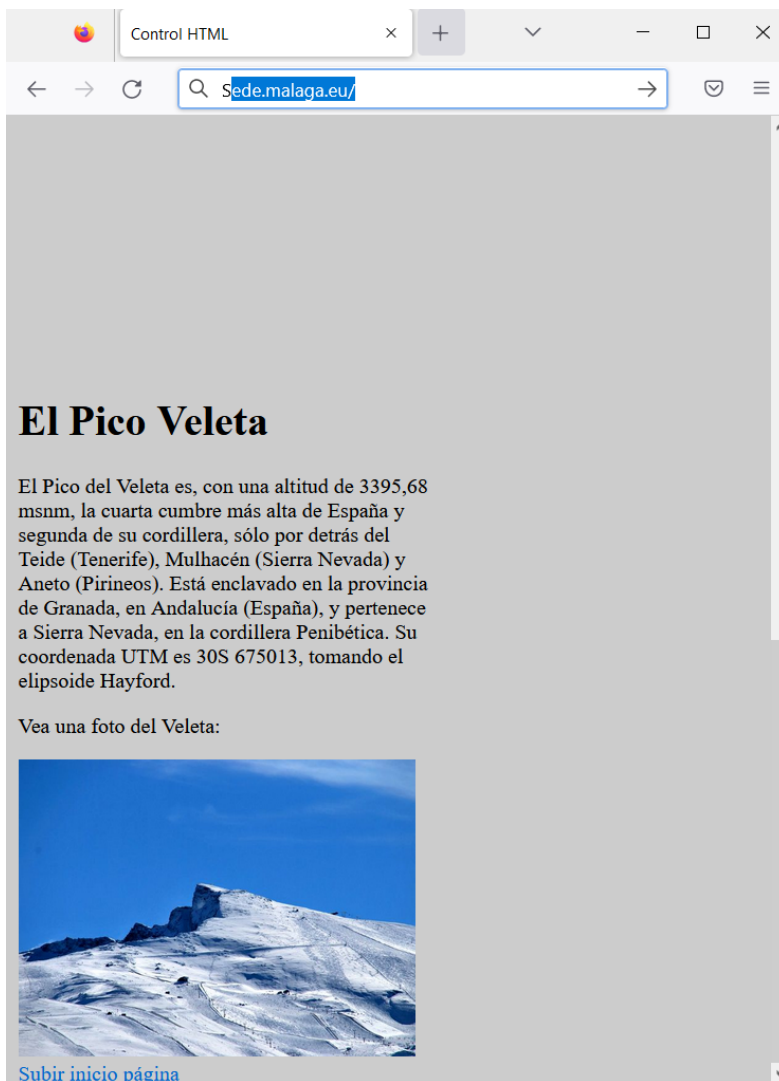 Control HTML
Sede.malaga.eu/
El Pico Veleta
El Pico del Veleta es, con una altitud de 3395,68
msnm, la cuarta cumbre más alta de España y
segunda de su cordillera, sólo por detrás del
Teide (Tenerife), Mulhacén (Sierra Nevada) y
Aneto (Pirineos). Está enclavado en la provincia
de Granada, en Andalucía (España), y pertenece
a Sierra Nevada, en la cordillera Penibética. Su
coordenada UTM es 30S 675013, tomando el
elipsoide Hayford.
Vea una foto del Veleta:
Subir inicio página